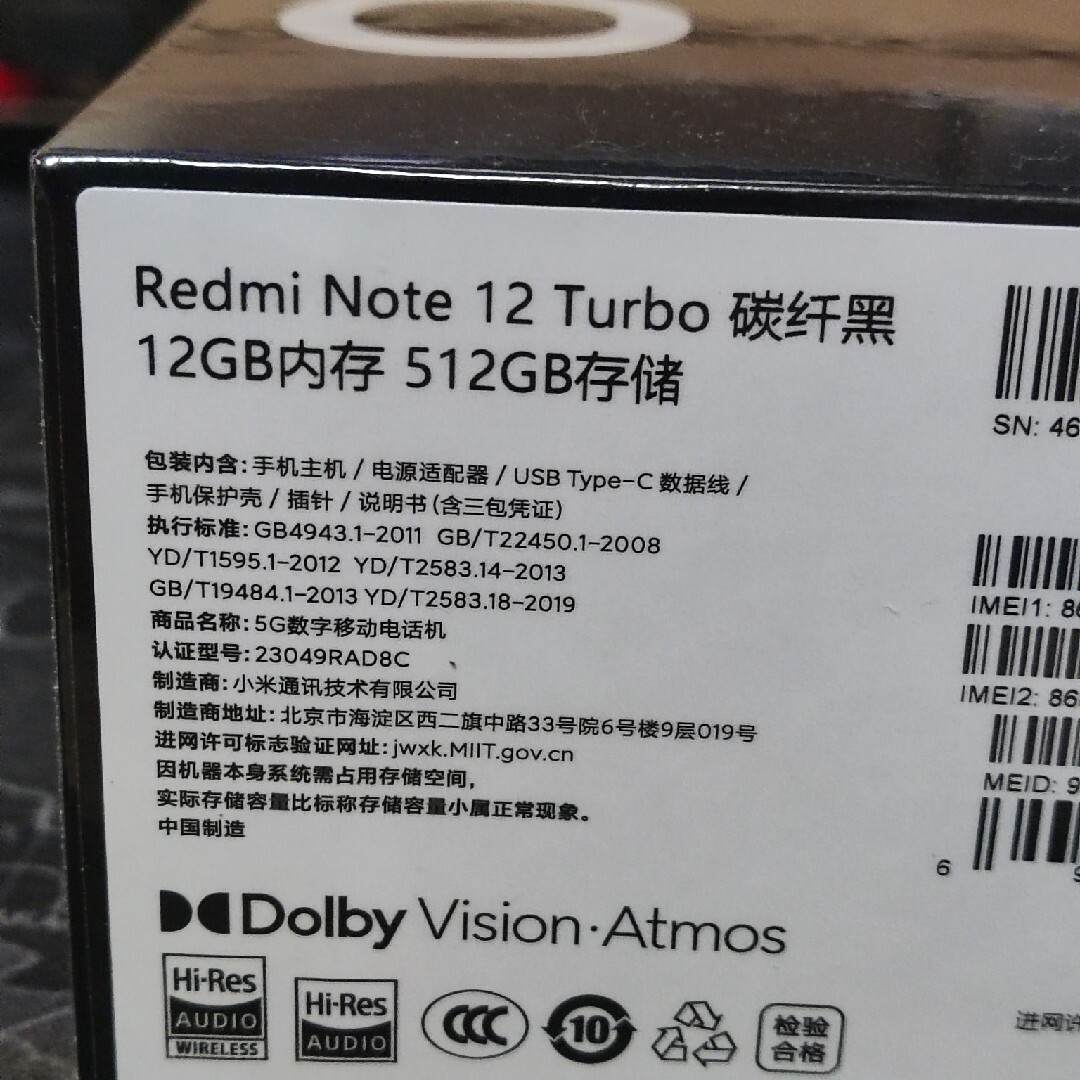 Redmi Note 12 Turbo 碳纤黑
12GB内存 512GB存储
SN: 46
包装内含:手机主机 / 电源适配器 / USB Type-C 数据线 /
手机保护壳 / 插针 / 说明书(含三包凭证)
执行标准:GB4943.1-2011 GB/T22450.1-2008
YD/T1595.1-2012 YD/T2583.14-2013
GB/T19484.1-2013 YD/T2583.18-2019
商品名称:5G数字移动电话机
认证型号:23049RAD8C
制造商:小米通讯技术有限公司
制造商地址:北京市海淀区西二旗中路33号院6号楼9层019号
进网许可标志验证网址:jwxk.MIIT.gov.cn
因机器本身系统需占用存储空间,
实际存储容量比标称存储容量小属正常现象。
中国制造
IMEI1: 86
IMEI2: 86
MEID: 9
6 9
Dolby Vision·Atmos
Hi-Res
AUDIO
WIRELESS
Hi-Res
AUDIO
CCC
10
检验
合格
进网许